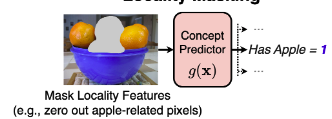 Concept
Predictor
g(x)
...
Has Apple = 1
...
Mask Locality Features
(e.g., zero out apple-related pixels)